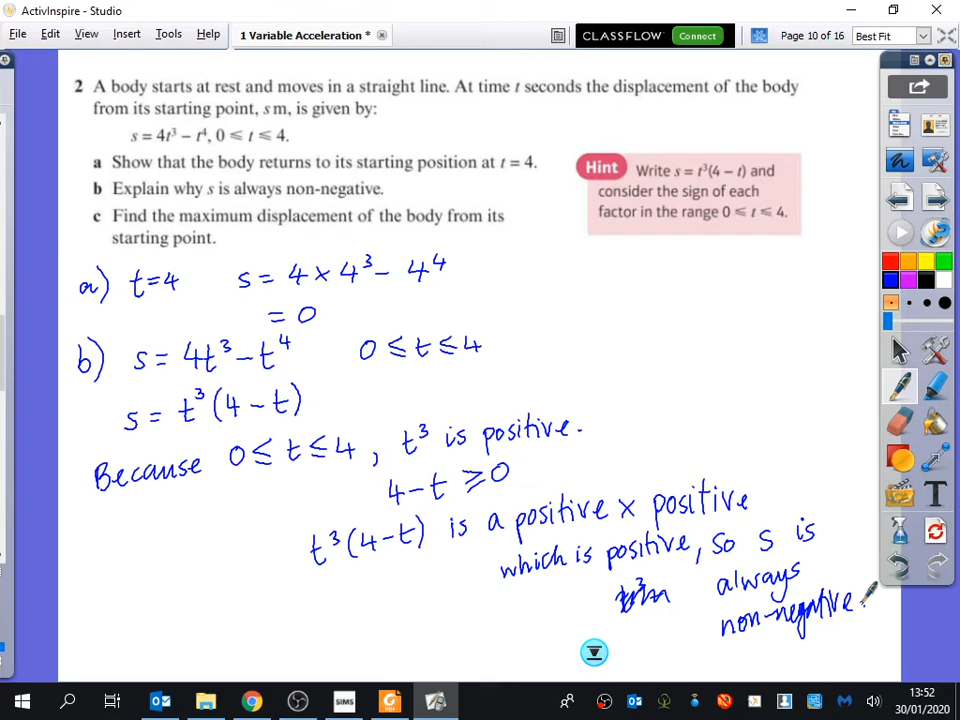 ActivInspire - Studio
File Edit View Insert Tools Help
1 Variable Acceleration *
CLASSFLOW Connect
Page 10 of 16
Best Fit
2 A body starts at rest and moves in a straight line. At time t seconds the displacement of the body
from its starting point, s m, is given by:
s = 4t³ − t⁴, 0 ⩽ t ⩽ 4.
a Show that the body returns to its starting position at t = 4.
b Explain why s is always non-negative.
c Find the maximum displacement of the body from its
starting point.
Hint Write s = t³(4 − t) and
consider the sign of each
factor in the range 0 ⩽ t ⩽ 4.
a) t=4 s = 4 × 4³ − 4⁴
= 0
b) s = 4t³ − t⁴ 0 ⩽ t ⩽ 4
s = t³(4 − t)
Because 0 ⩽ t ⩽ 4, t³ is positive.
4 − t ⩾ 0
t³(4 − t) is a positive × positive
which is positive, so s is
always
non-negative.
SIMS
13:52
30/01/2020